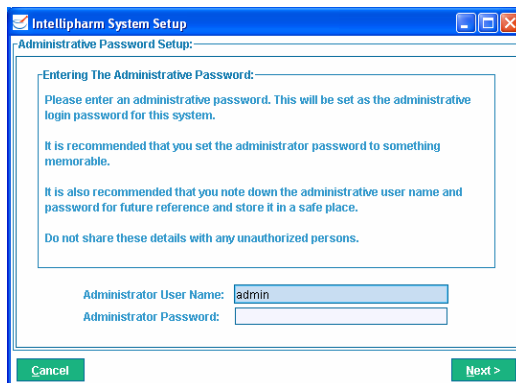 Intellipharm System Setup
Administrative Password Setup:
Entering The Administrative Password:
Please enter an administrative password. This will be set as the administrative
login password for this system.
It is recommended that you set the administrator password to something
memorable.
It is also recommended that you note down the administrative user name and
password for future reference and store it in a safe place.
Do not share these details with any unauthorized persons.
Administrator User Name: admin
Administrator Password:
Cancel Next >